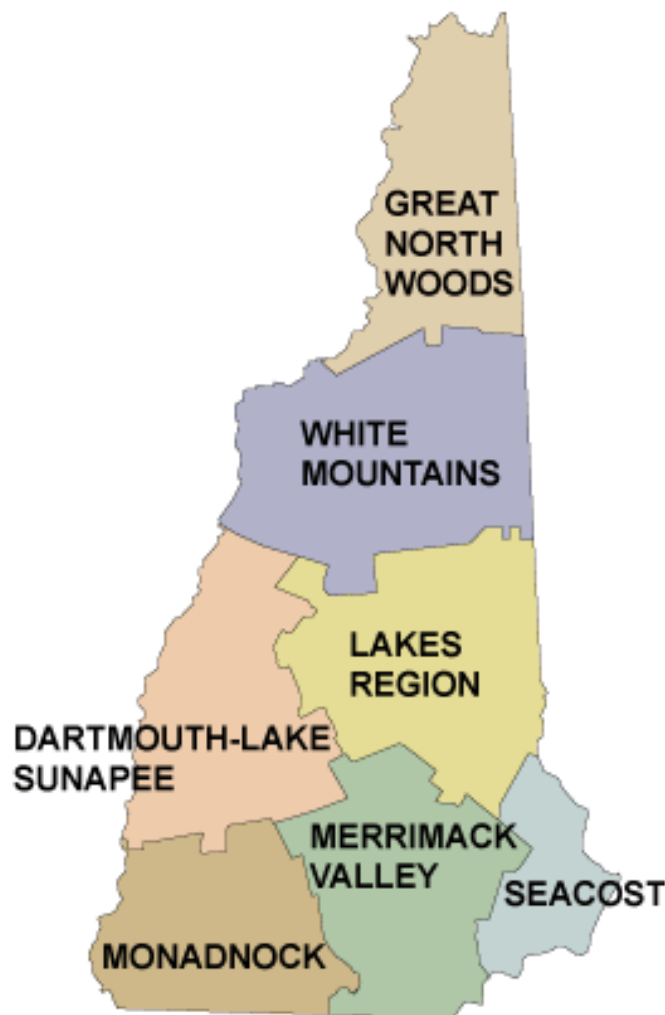 GREAT
NORTH
WOODS
WHITE
MOUNTAINS
LAKES
REGION
DARTMOUTH-LAKE
SUNAPEE
MERRIMACK
VALLEY
SEACOST
MONADNOCK